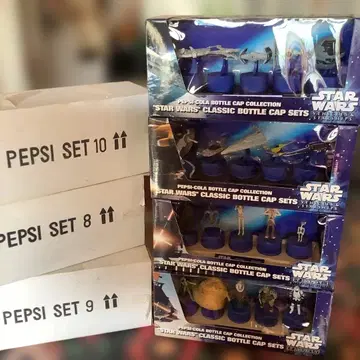 PEPSI SET 10
PEPSI SET 8
PEPSI SET 9
PEPSI-COLA BOTTLE CAP COLLECTION
"STAR WARS" CLASSIC BOTTLE CAP SETS
STAR
WARS
PEPSI-COLA BOTTLE CAP COLLECTION
"STAR WARS" CLASSIC BOTTLE CAP SETS
STAR
WARS
PEPSI-COLA BOTTLE CAP COLLECTION
"STAR WARS" CLASSIC BOTTLE CAP SETS
STAR
WARS
PEPSI-COLA BOTTLE CAP COLLECTION
"STAR WARS" CLASSIC BOTTLE CAP SETS
STAR
WARS